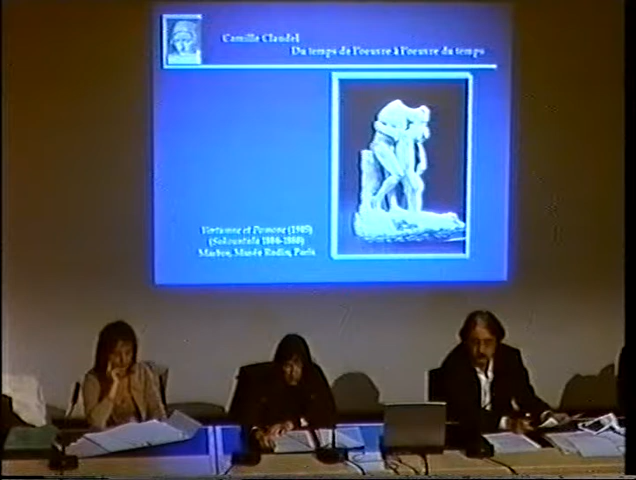 Camille Claudel
Du temps de l'oeuvre à l'oeuvre du temps
Vertumne et Pomone (1905)
(Sakountala 1886-1888)
Marbre, Musée Rodin, Paris